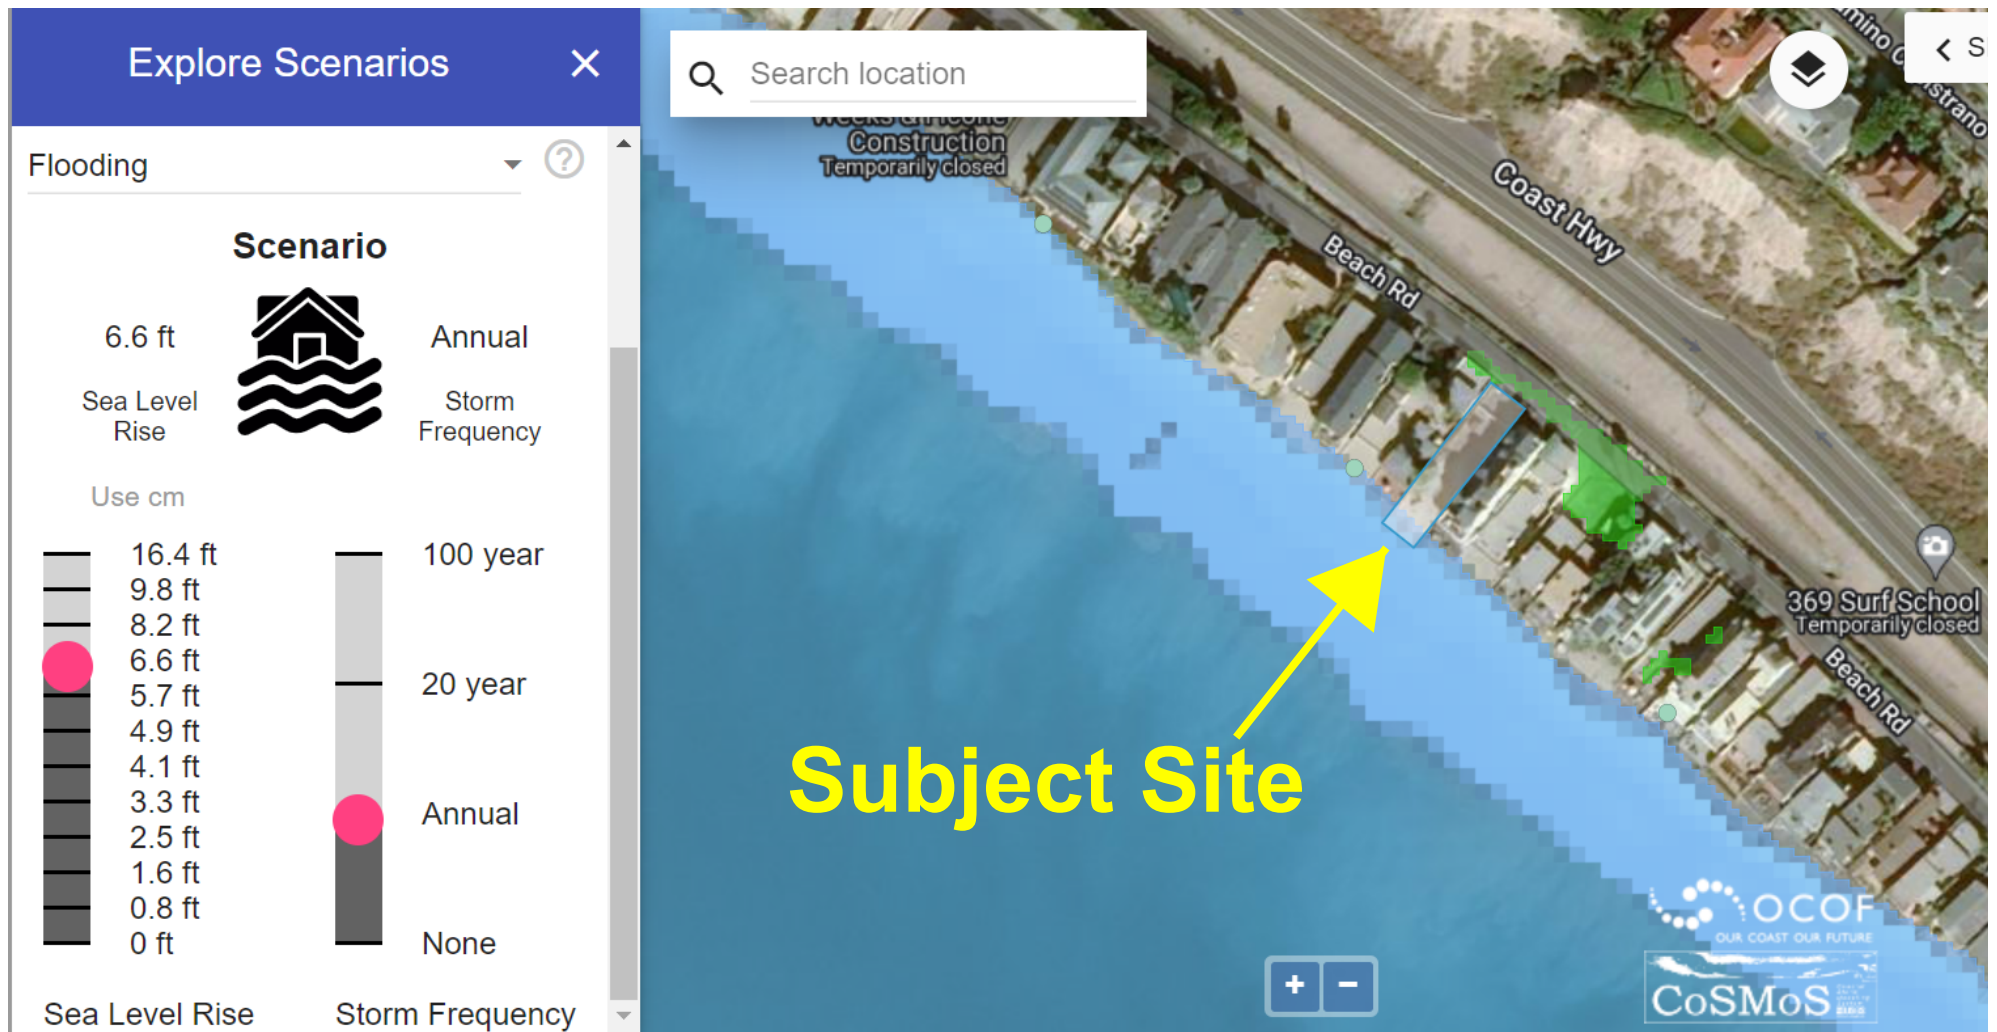 Explore Scenarios
Flooding
Scenario
6.6 ft
Annual
Sea Level
Rise
Storm
Frequency
Use cm
16.4 ft
9.8 ft
8.2 ft
6.6 ft
5.7 ft
4.9 ft
4.1 ft
3.3 ft
2.5 ft
1.6 ft
0.8 ft
0 ft
100 year
20 year
Annual
None
Sea Level Rise
Storm Frequency
Search location
Construction
Temporarily closed
Beach Rd
Coast Hwy
S
369 Surf School
Temporarily closed
Beach Rd
Subject Site
OCOF
OUR COAST OUR FUTURE
CoSMoS